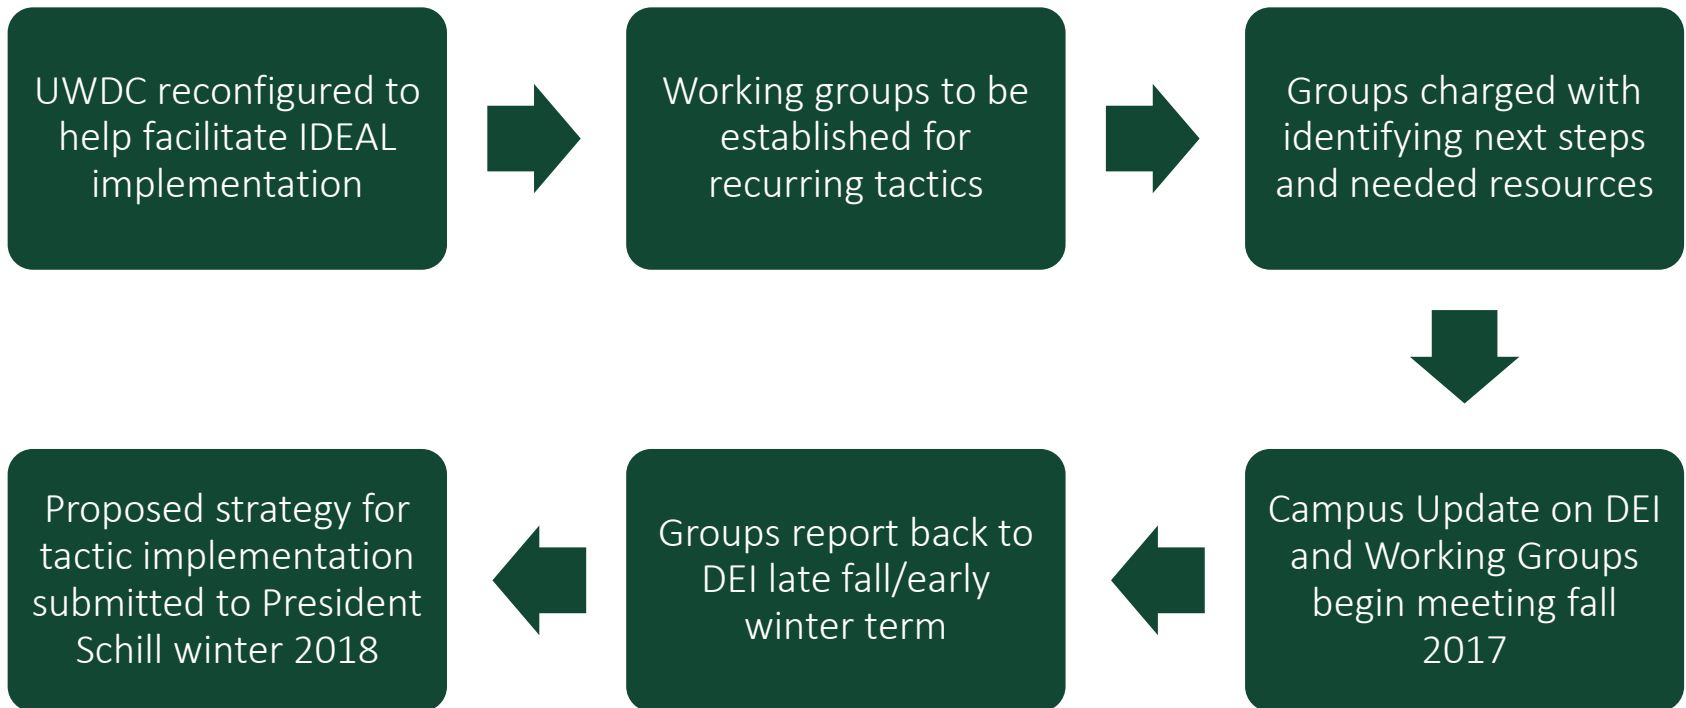 UWDC reconfigured to
help facilitate IDEAL
implementation
Working groups to be
established for
recurring tactics
Groups charged with
identifying next steps
and needed resources
Campus Update on DEI
and Working Groups
begin meeting fall
2017
Groups report back to
DEI late fall/early
winter term
Proposed strategy for
tactic implementation
submitted to President
Schill winter 2018